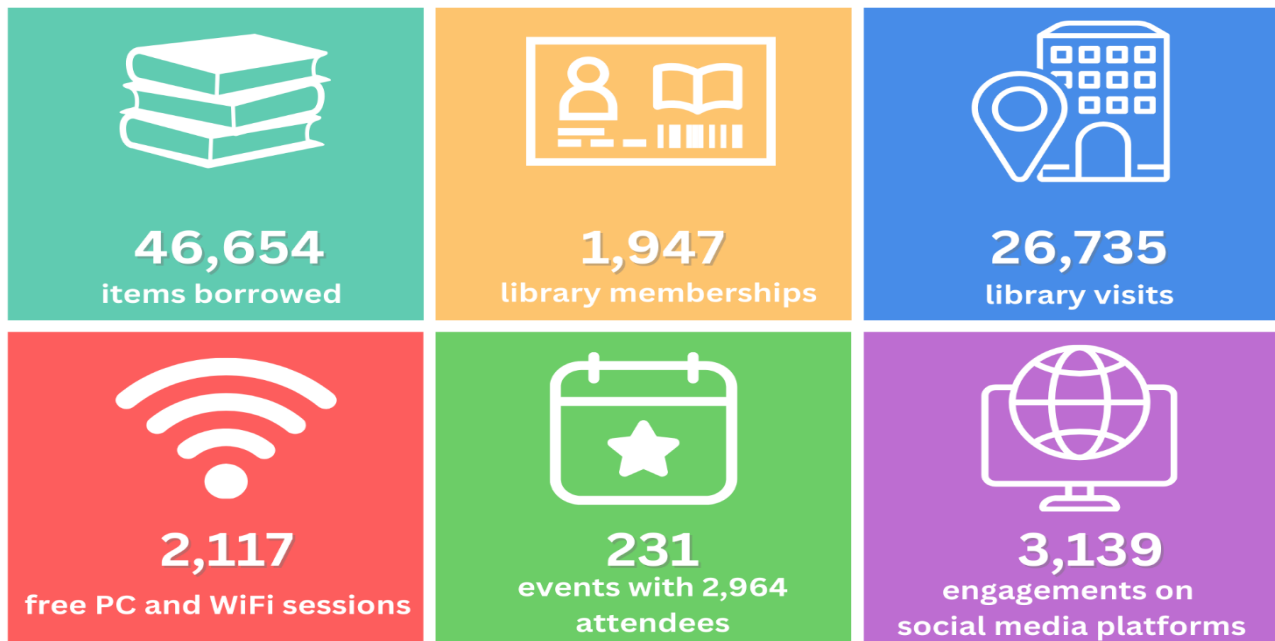 46,654
items borrowed
1,947
library memberships
26,735
library visits
2,117
free PC and WiFi sessions
231
events with 2,964
attendees
3,139
engagements on
social media platforms